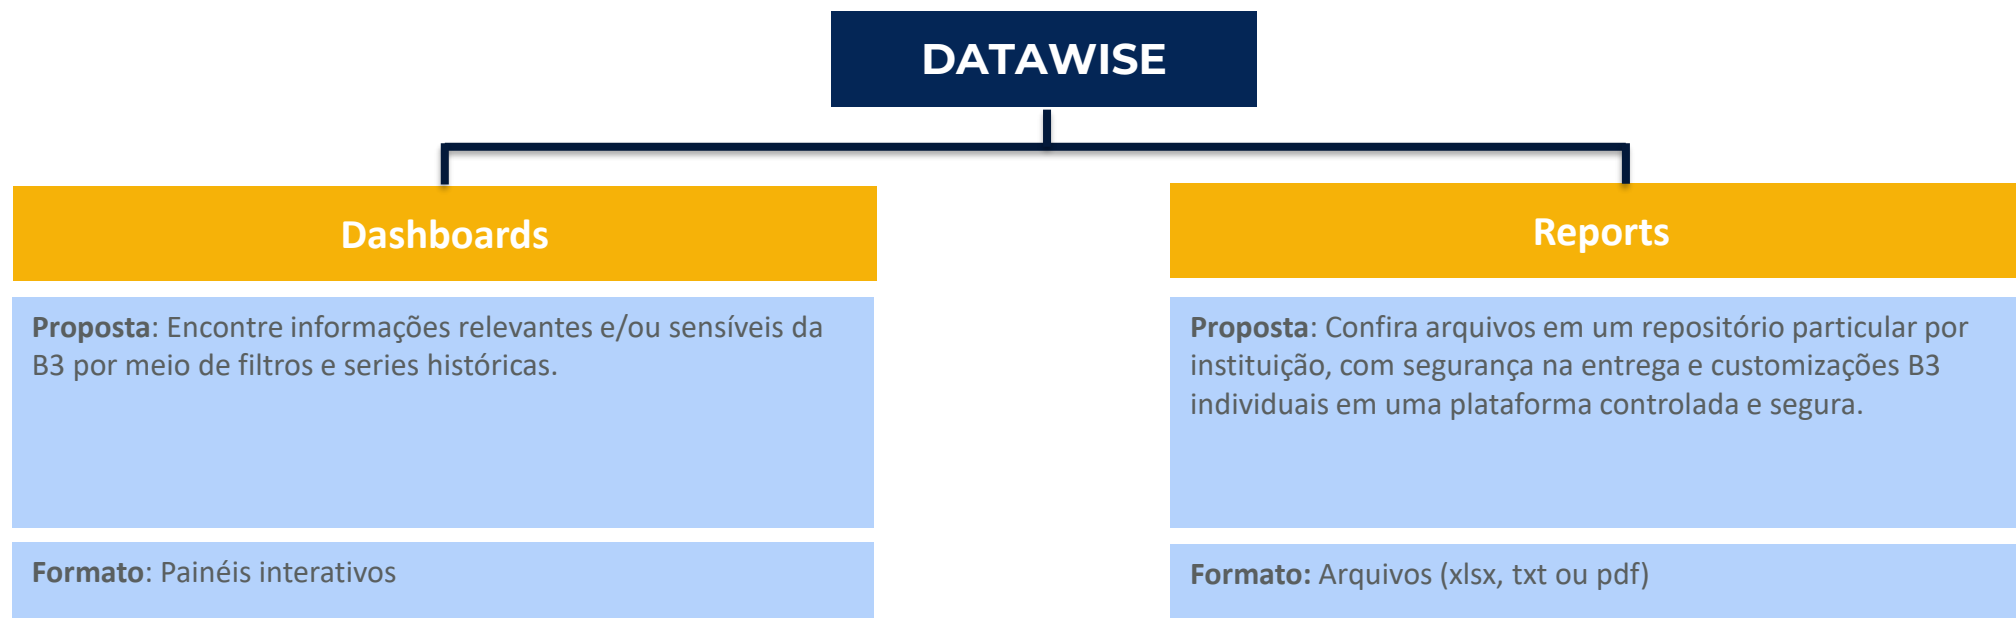 DATAWISE
Dashboards
Proposta: Encontre informações relevantes e/ou sensíveis da
B3 por meio de filtros e series históricas.
Formato: Painéis interativos
Reports
Proposta: Confira arquivos em um repositório particular por
instituição, com segurança na entrega e customizações B3
individuais em uma plataforma controlada e segura.
Formato: Arquivos (xlsx, txt ou pdf)